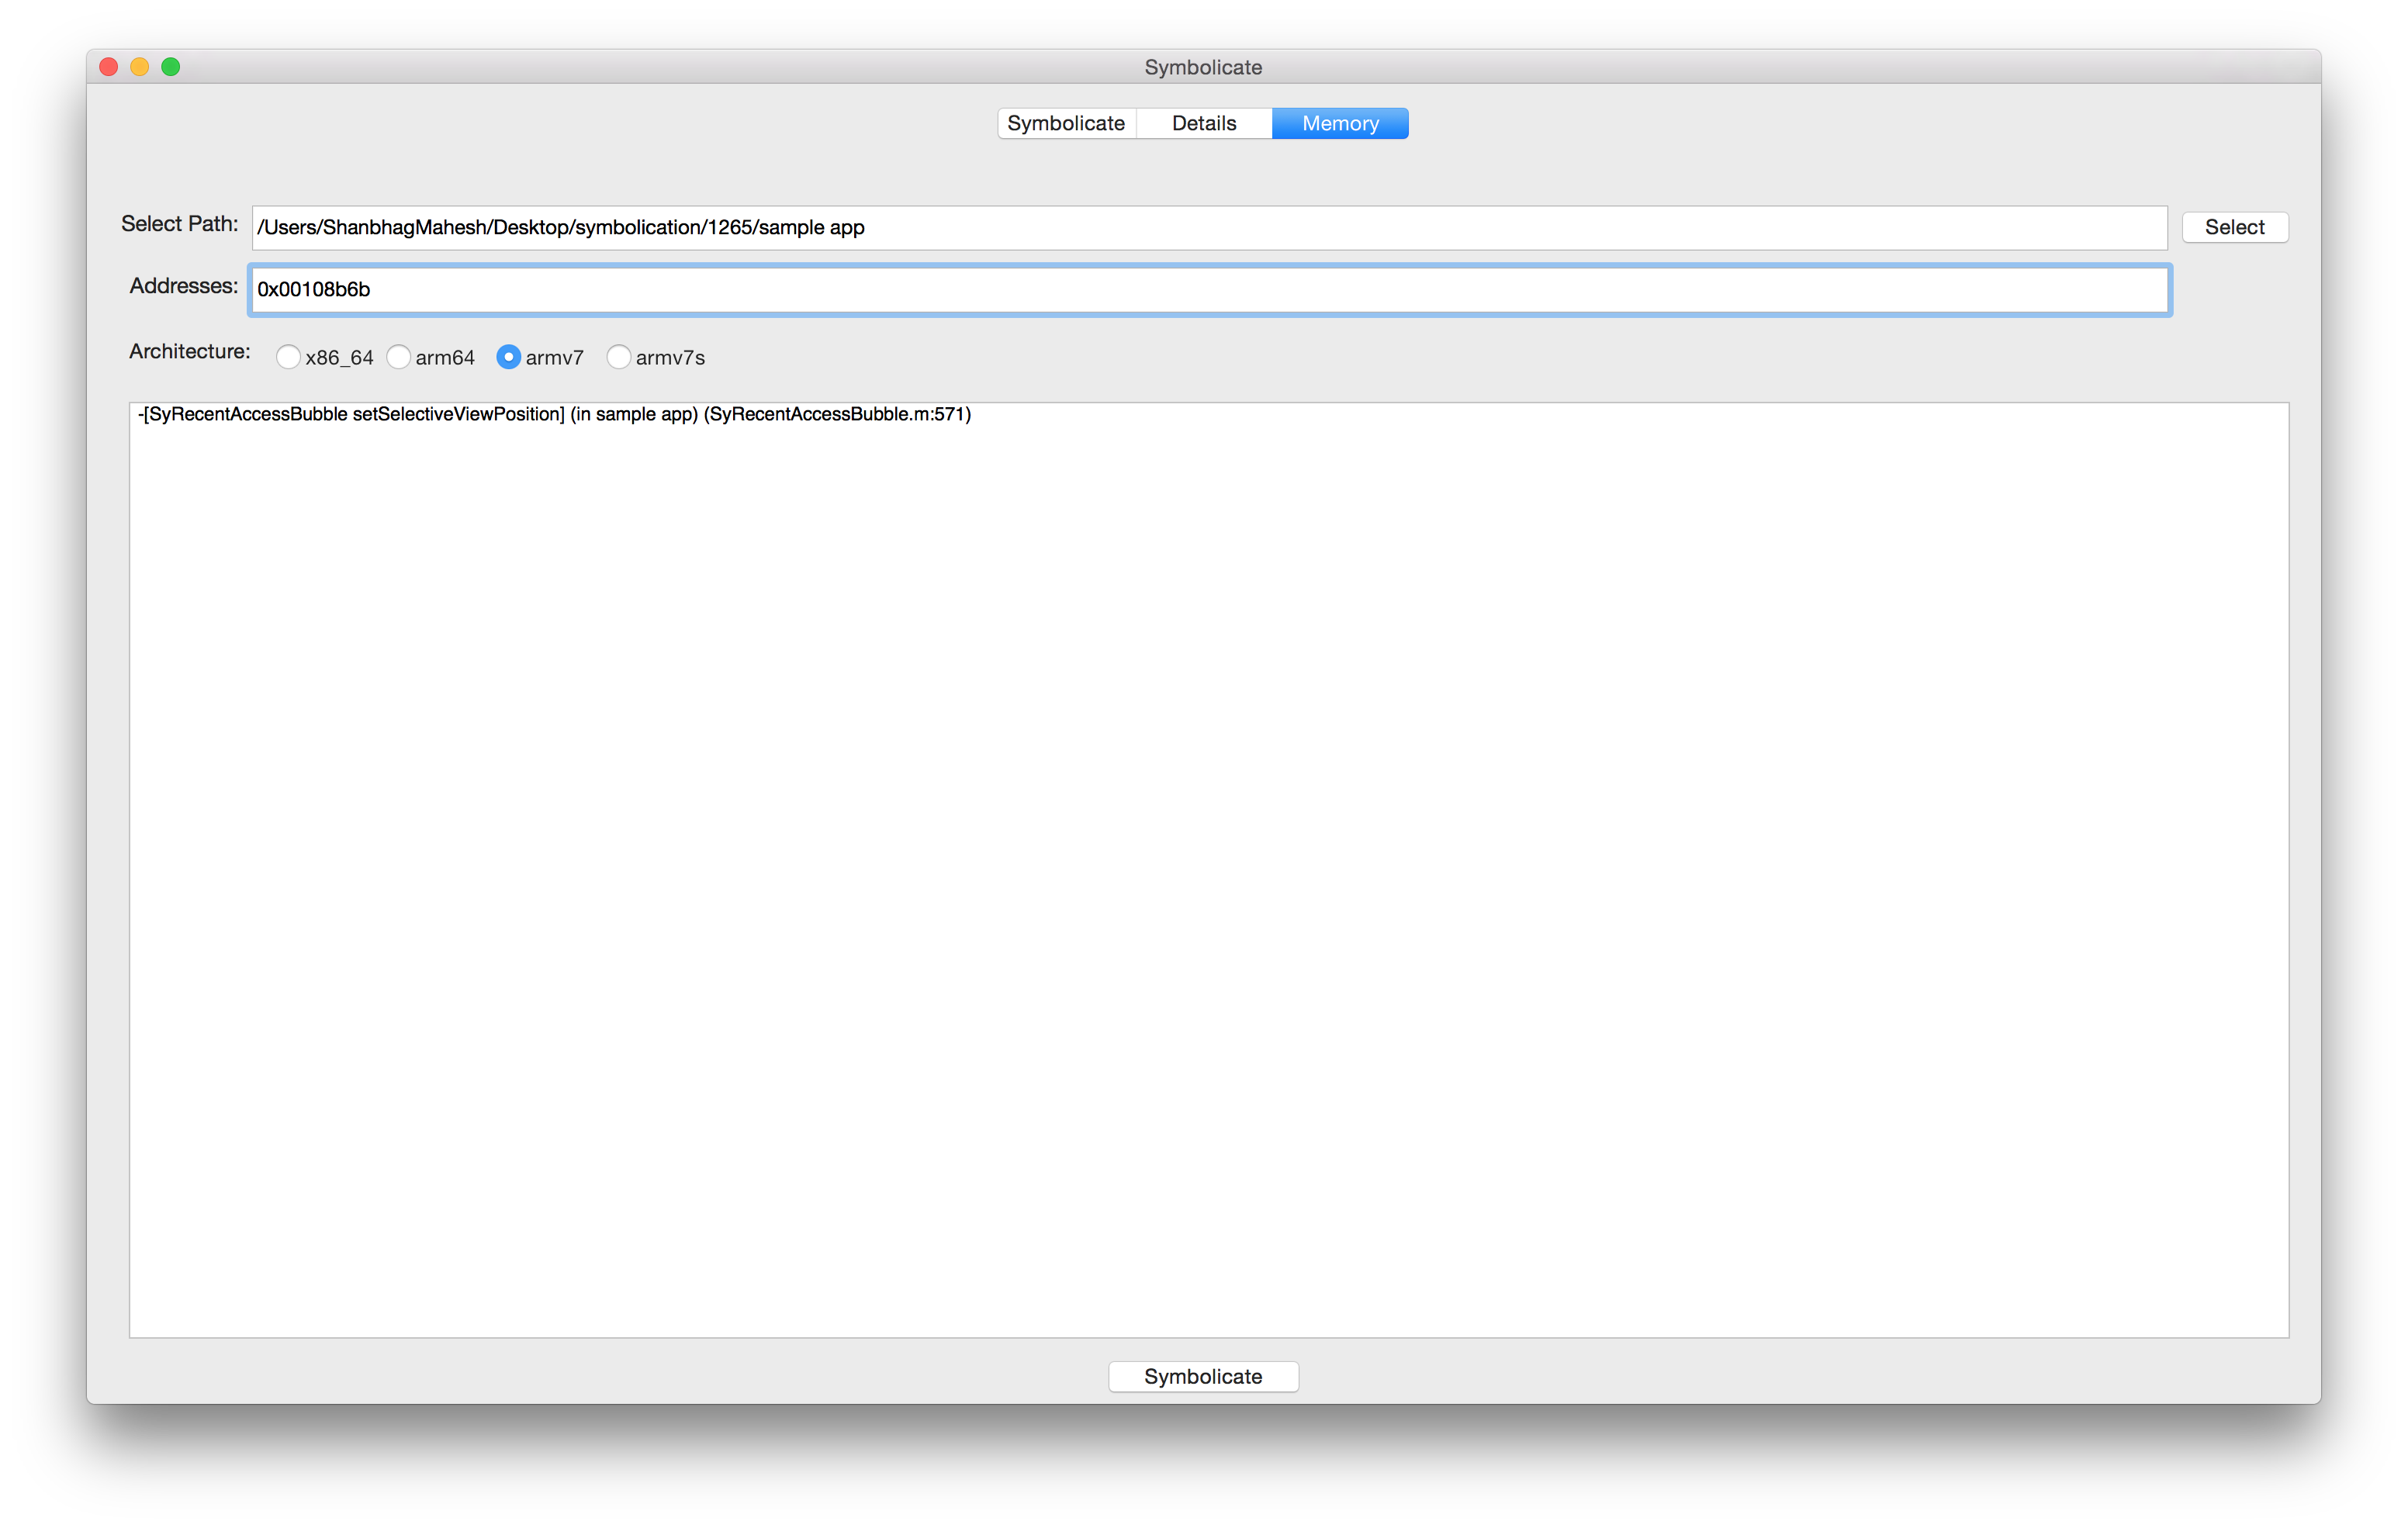 Symbolicate
Symbolicate Details Memory
Select Path: /Users/ShanbhagMahesh/Desktop/symbolication/1265/sample app Select
Addresses: 0x00108b6b
Architecture: x86_64 arm64 armv7 armv7s
-[SyRecentAccessBubble setSelectiveViewPosition] (in sample app) (SyRecentAccessBubble.m:571)
Symbolicate